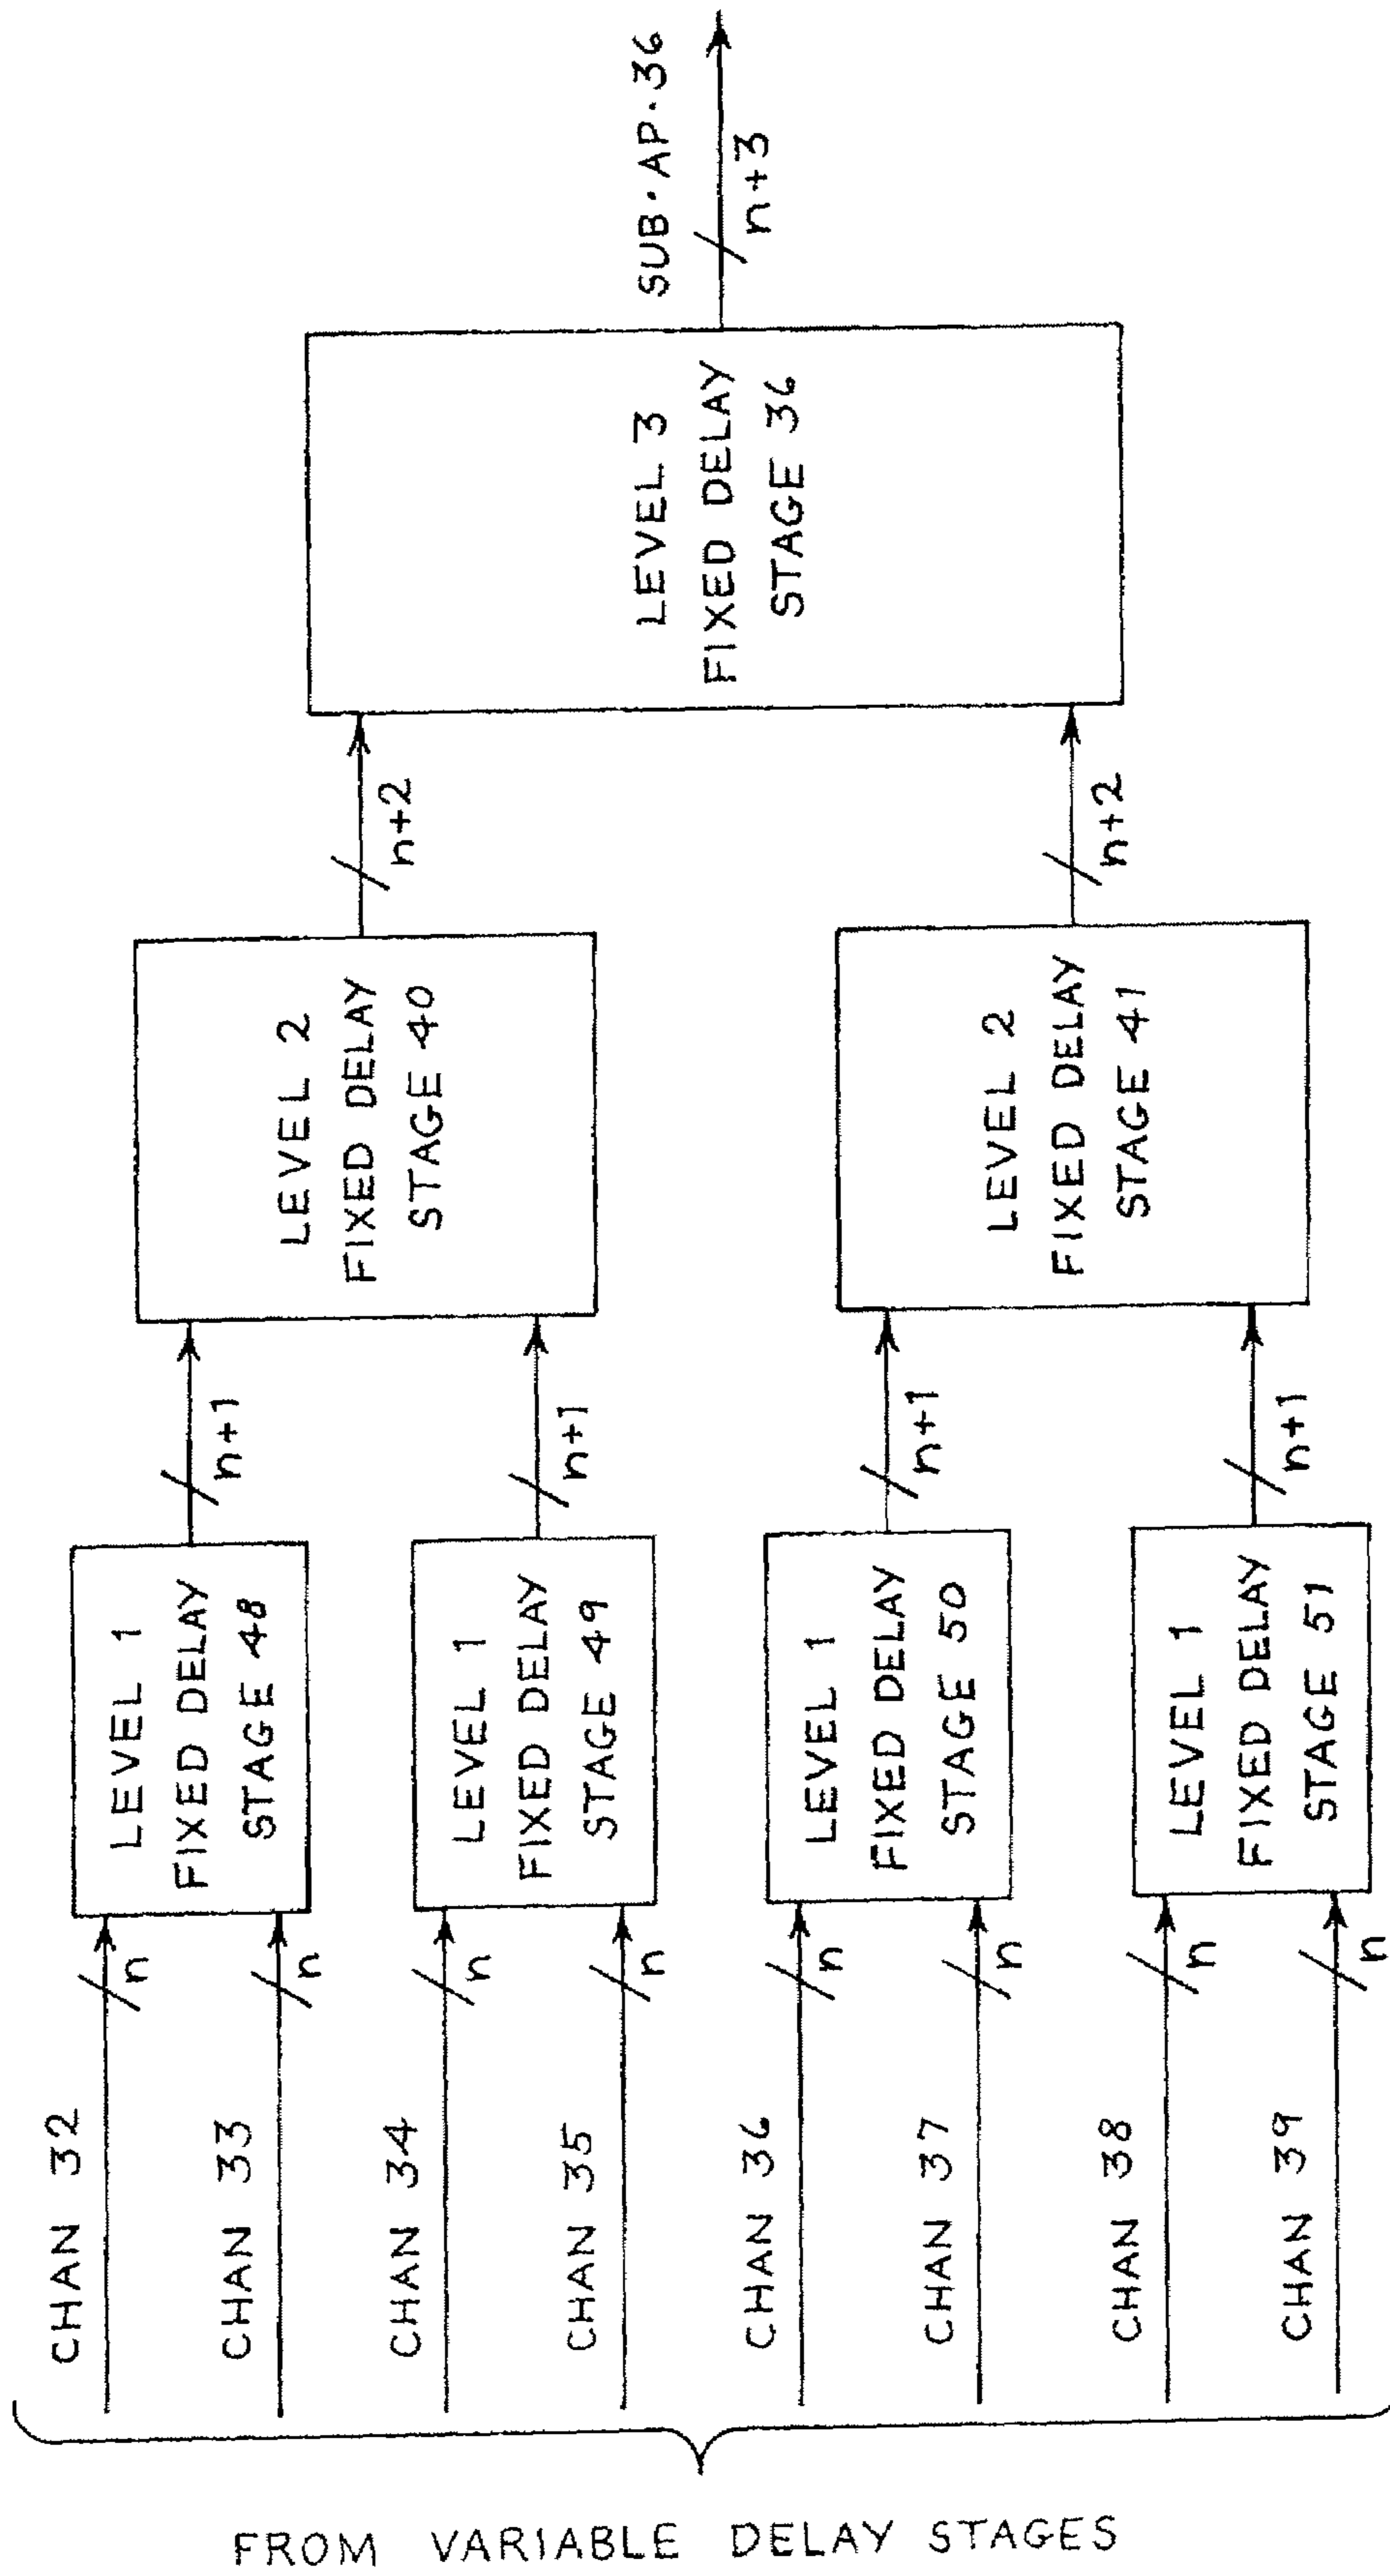 FROM VARIABLE DELAY STAGES
CHAN 32
n
CHAN 33
n
CHAN 34
n
CHAN 35
n
CHAN 36
n
CHAN 37
n
CHAN 38
n
CHAN 39
n
LEVEL 1
FIXED DELAY
STAGE 48
LEVEL 1
FIXED DELAY
STAGE 49
LEVEL 1
FIXED DELAY
STAGE 50
LEVEL 1
FIXED DELAY
STAGE 51
n+1
n+1
n+1
n+1
LEVEL 2
FIXED DELAY
STAGE 40
LEVEL 2
FIXED DELAY
STAGE 41
n+2
n+2
LEVEL 3
FIXED DELAY
STAGE 36
SUB·AP·36
n+3